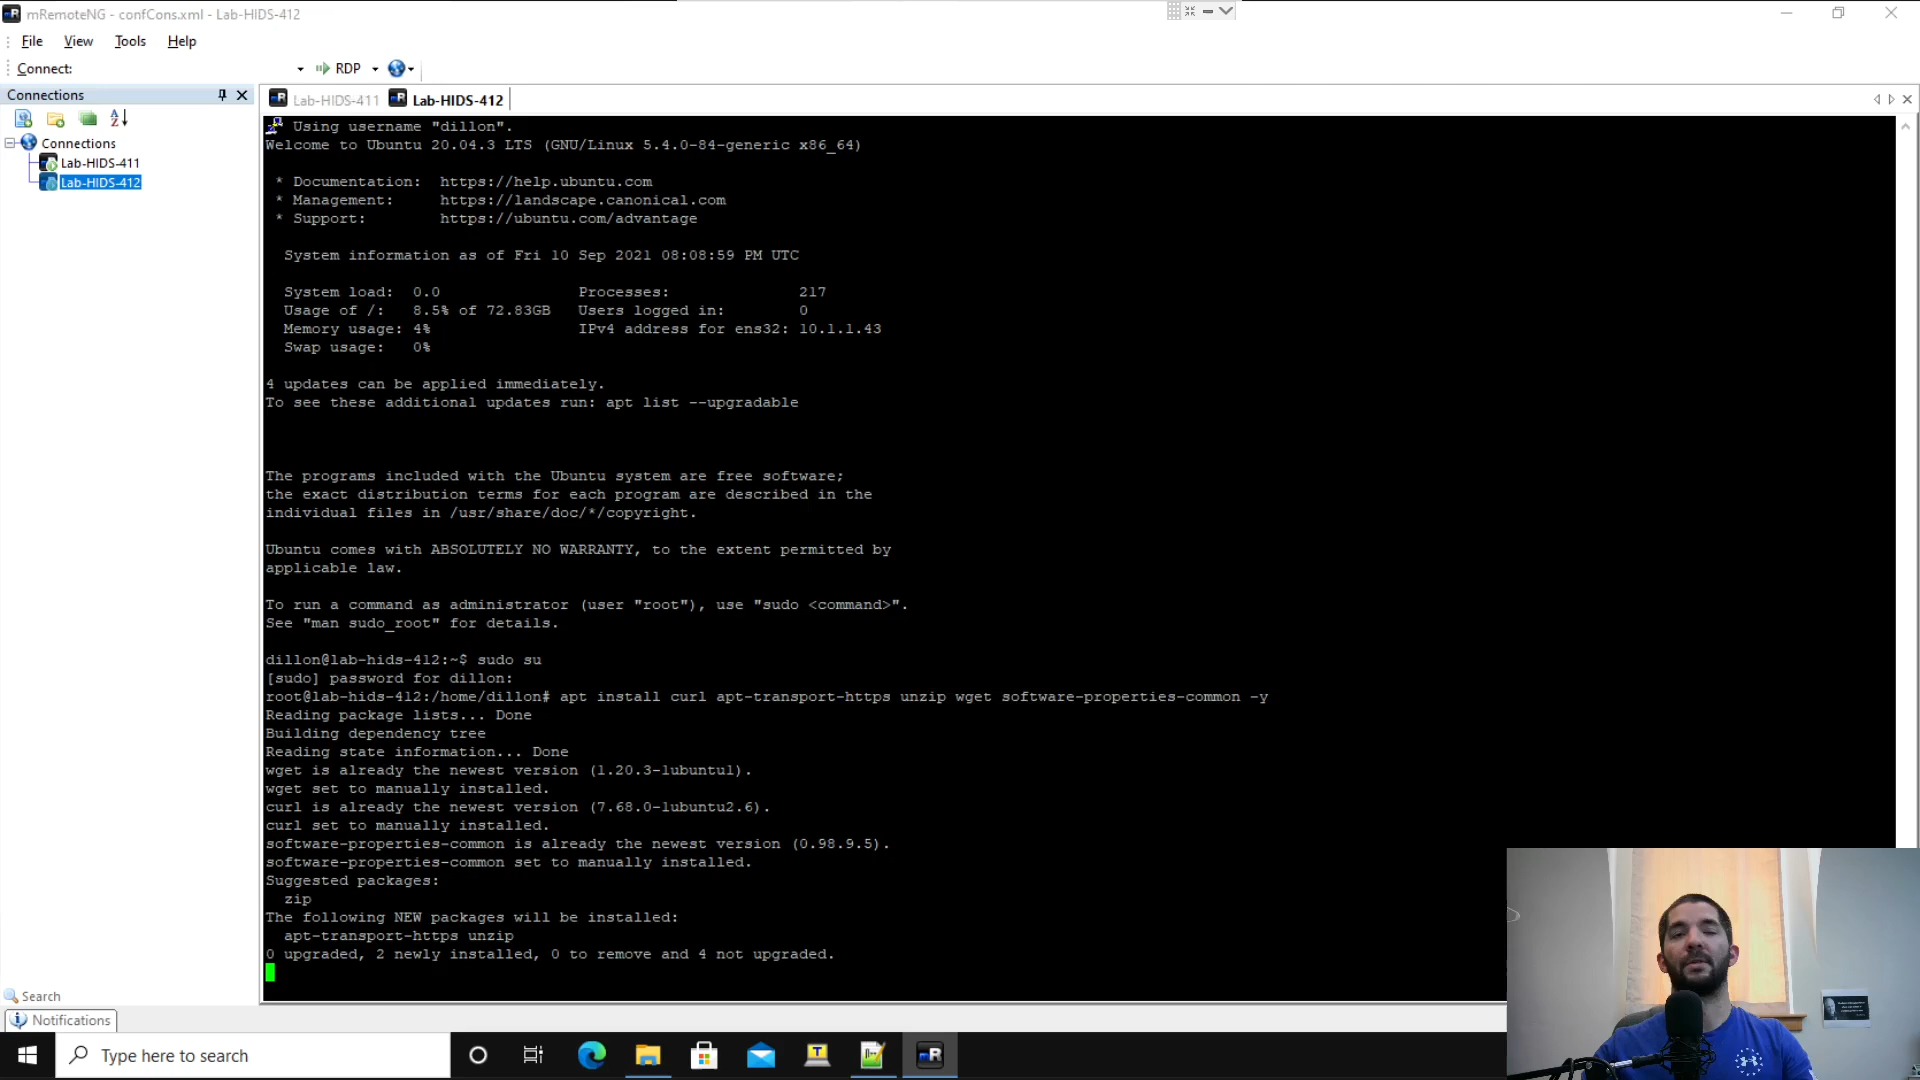 mRemoteNG - confCons.xml - Lab-HIDS-412
File View Tools Help
Connect: RDP
Connections
Connections
Lab-HIDS-411
Lab-HIDS-412
Search
Notifications
Lab-HIDS-411 Lab-HIDS-412
Using username "dillon".
Welcome to Ubuntu 20.04.3 LTS (GNU/Linux 5.4.0-84-generic x86_64)
* Documentation: https://help.ubuntu.com
* Management: https://landscape.canonical.com
* Support: https://ubuntu.com/advantage
System information as of Fri 10 Sep 2021 08:08:59 PM UTC
System load: 0.0 Processes: 217
Usage of /: 8.5% of 72.83GB Users logged in: 0
Memory usage: 4% IPv4 address for ens32: 10.1.1.43
Swap usage: 0%
4 updates can be applied immediately.
To see these additional updates run: apt list --upgradable
The programs included with the Ubuntu system are free software;
the exact distribution terms for each program are described in the
individual files in /usr/share/doc/*/copyright.
Ubuntu comes with ABSOLUTELY NO WARRANTY, to the extent permitted by
applicable law.
To run a command as administrator (user "root"), use "sudo <command>".
See "man sudo_root" for details.
dillon@lab-hids-412:~$ sudo su
[sudo] password for dillon:
root@lab-hids-412:/home/dillon# apt install curl apt-transport-https unzip wget software-properties-common -y
Reading package lists... Done
Building dependency tree
Reading state information... Done
wget is already the newest version (1.20.3-1ubuntu1).
wget set to manually installed.
curl is already the newest version (7.68.0-1ubuntu2.6).
curl set to manually installed.
software-properties-common is already the newest version (0.98.9.5).
software-properties-common set to manually installed.
Suggested packages:
zip
The following NEW packages will be installed:
apt-transport-https unzip
0 upgraded, 2 newly installed, 0 to remove and 4 not upgraded.
Type here to search